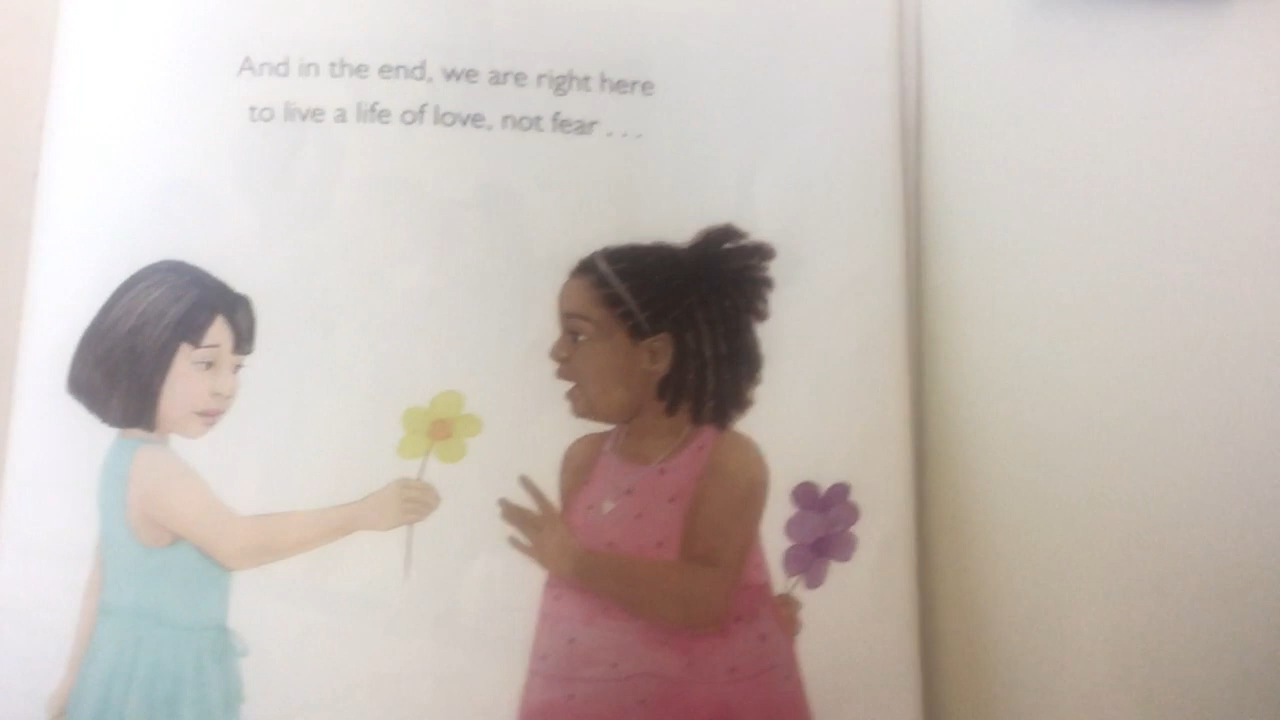 And in the end, we are right here
to live a life of love, not fear . . .